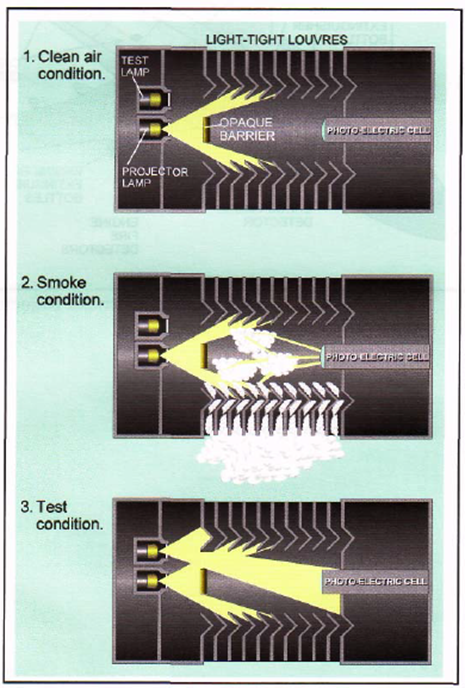 LIGHT-TIGHT LOUVRES
1. Clean air
condition.
TEST
LAMP
OPAQUE
BARRIER
PHOTO-ELECTRIC CELL
PROJECTOR
LAMP
2. Smoke
condition.
PHOTO-ELECTRIC CELL
3. Test
condition.
PHOTO-ELECTRIC CELL